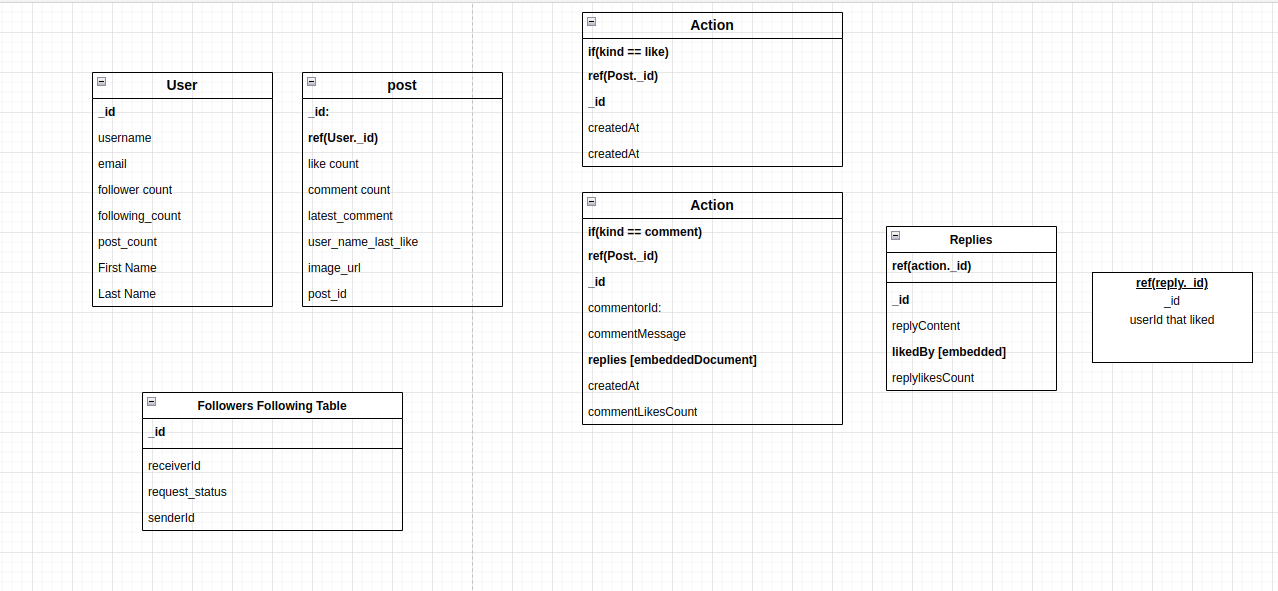 User
_id
username
email
follower count
following_count
post_count
First Name
Last Name
post
_id:
ref(User._id)
like count
comment count
latest_comment
user_name_last_like
image_url
post_id
Action
if(kind == like)
ref(Post._id)
_id
createdAt
createdAt
Action
if(kind == comment)
ref(Post._id)
_id
commentorId:
commentMessage
replies [embeddedDocument]
createdAt
commentLikesCount
Replies
ref(action._id)
_id
replyContent
likedBy [embedded]
replylikesCount
ref(reply._id)
_id
userId that liked
Followers Following Table
_id
receiverId
request_status
senderId